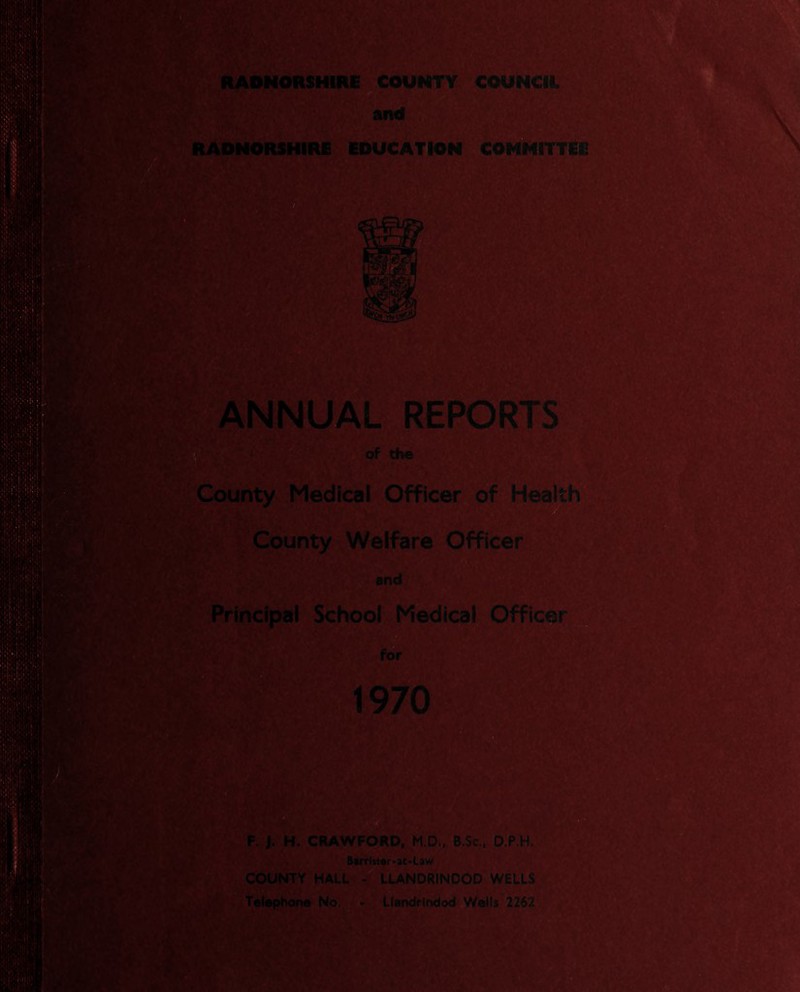 RADNORSHIRE COUNTY COUNCIL
and
RADNORSHIRE EDUCATION COMMITTEE
ANNUAL REPORTS
of the
County Medical Officer of Health
County Welfare Officer
and
Principal School Medical Officer
for
1970
F. J. H. CRAWFORD, M.D., B.Sc., D.P.H.
Barrister-at-Law
COUNTY HALL - LLANDRINDOD WELLS
Telephone No. - Llandrindod Wells 2262